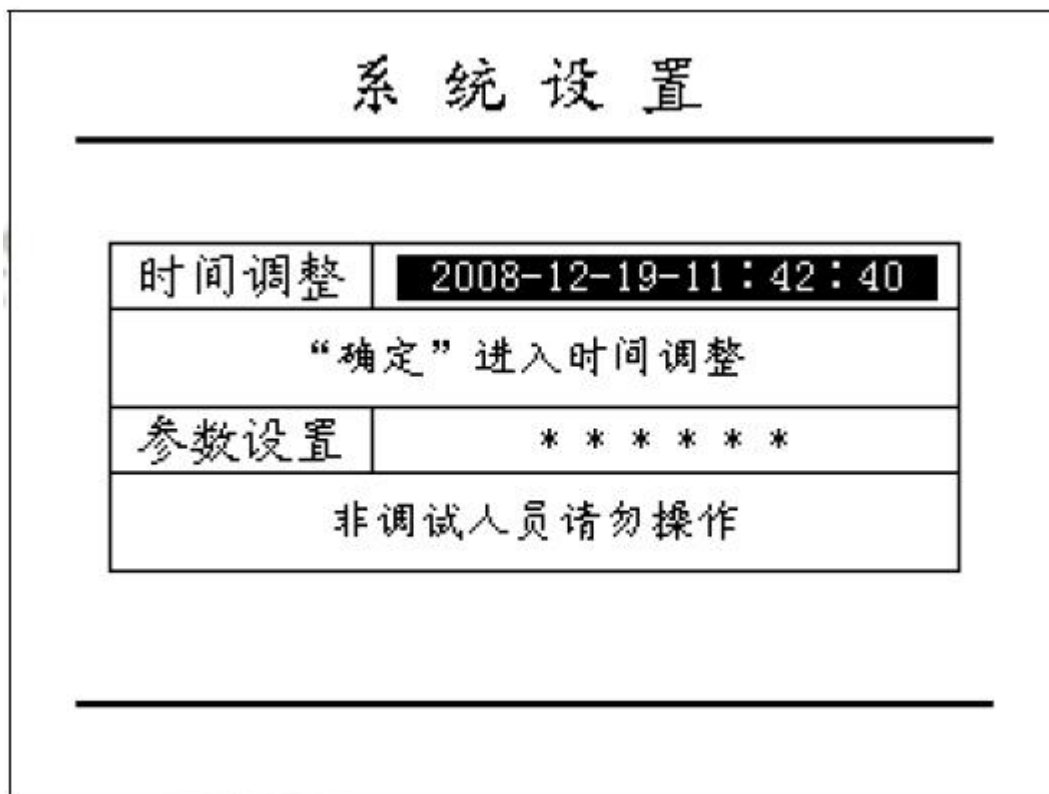 系统设置
时间调整 2008-12-19-11:42:40
“确定”进入时间调整
参数设置 ******
非调试人员请勿操作